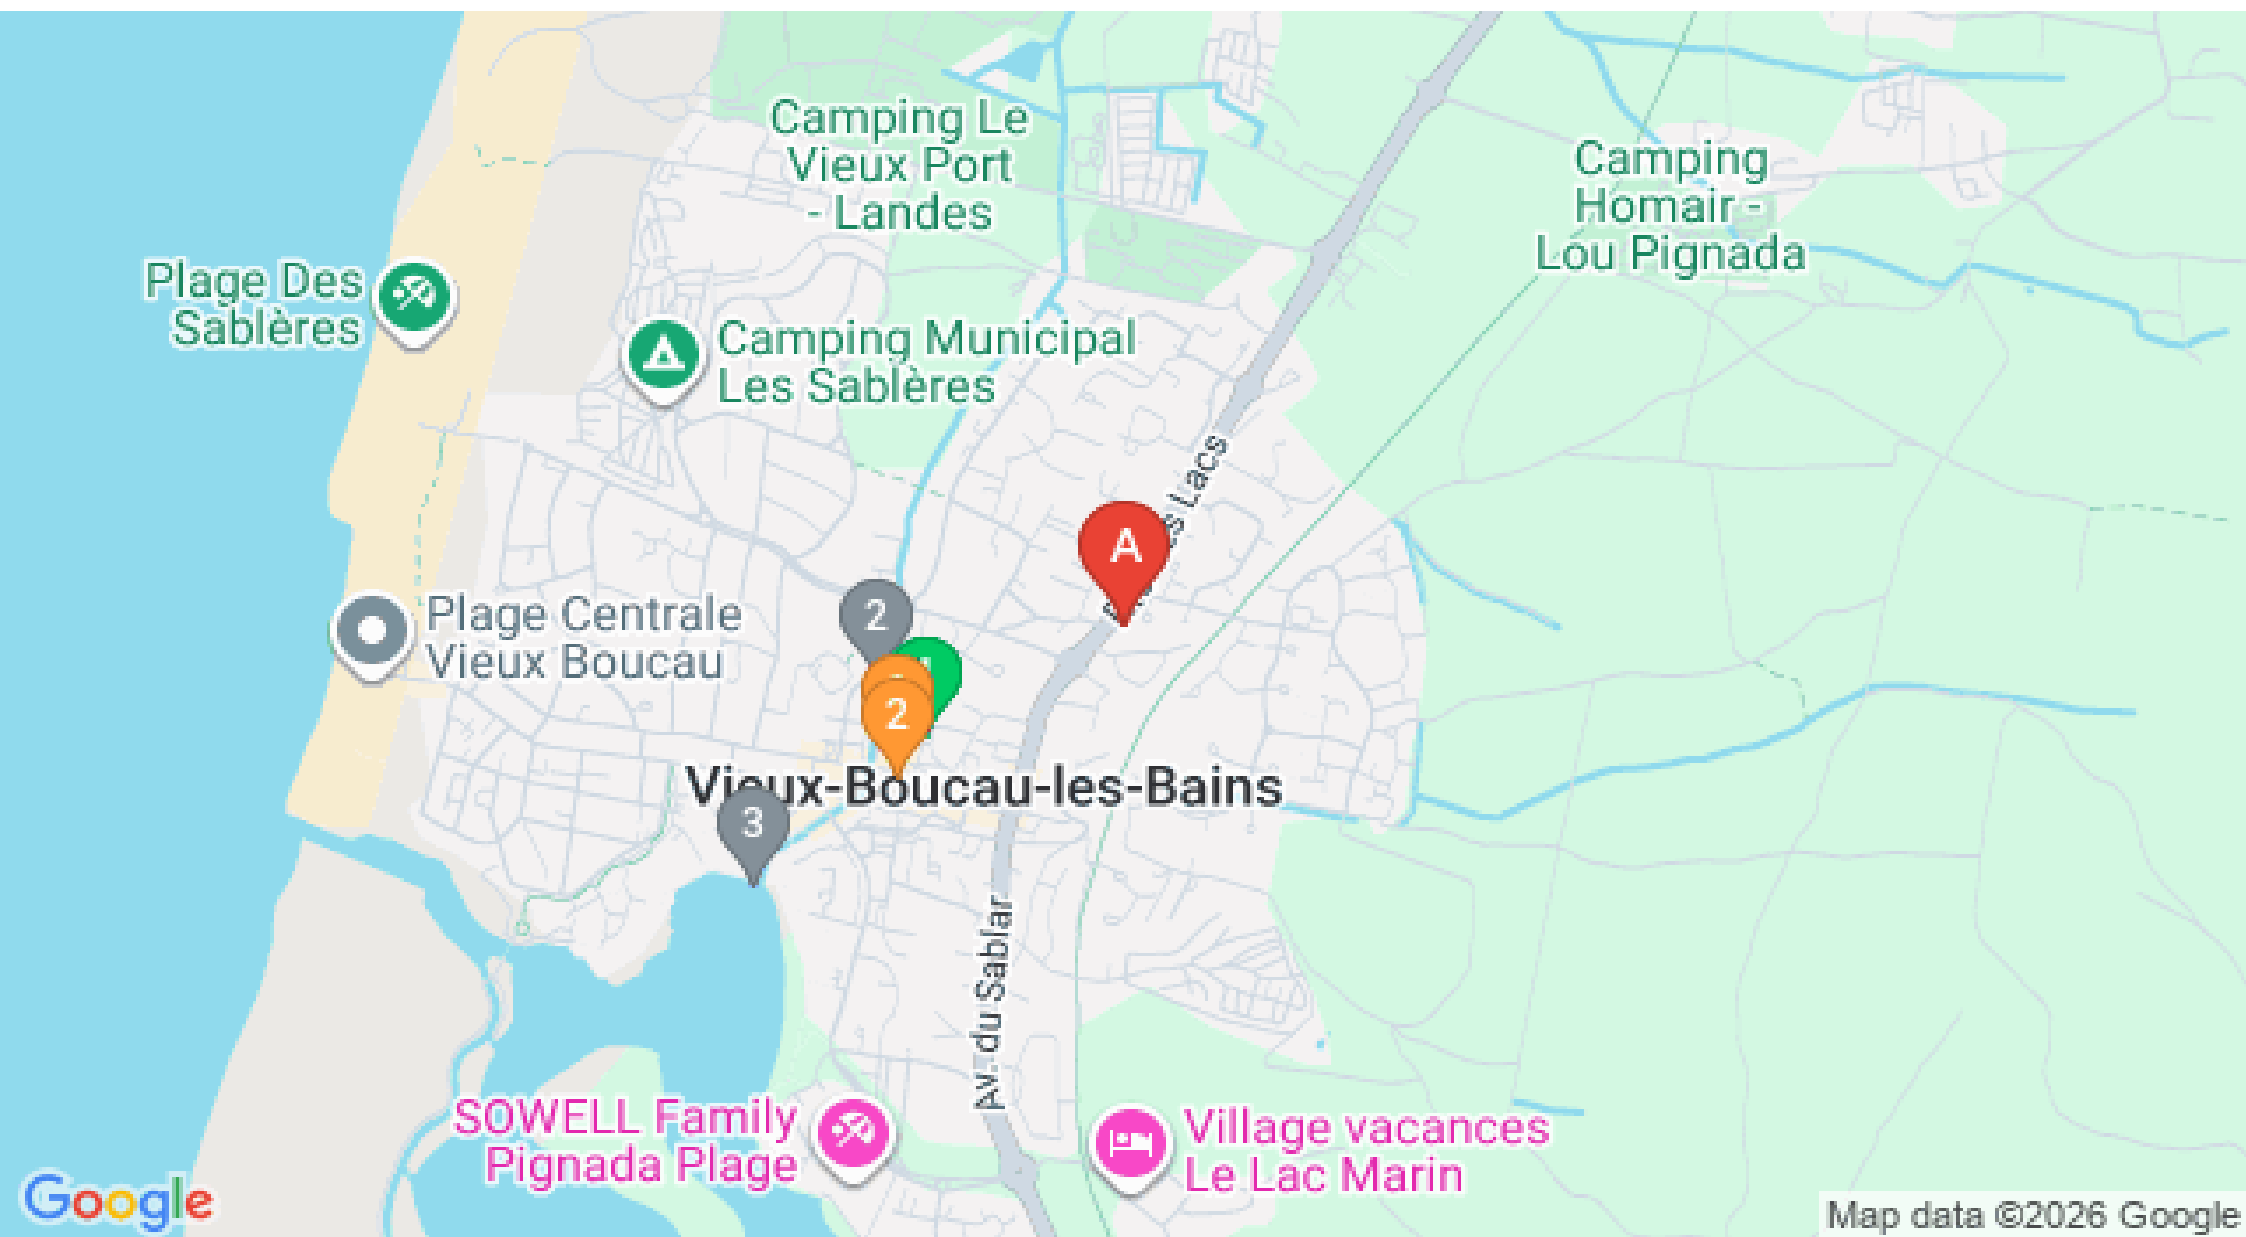 Camping Le
Vieux Port
- Landes
Camping
Homair -
Lou Pignada
Plage Des
Sablères
Camping Municipal
Les Sablères
Lacs
A
2
Plage Centrale
Vieux Boucau
2
Vieux-Boucau-les-Bains
3
Av. du Sablar
SOWELL Family
Pignada Plage
Village vacances
Le Lac Marin
Google
Map data ©2026 Google